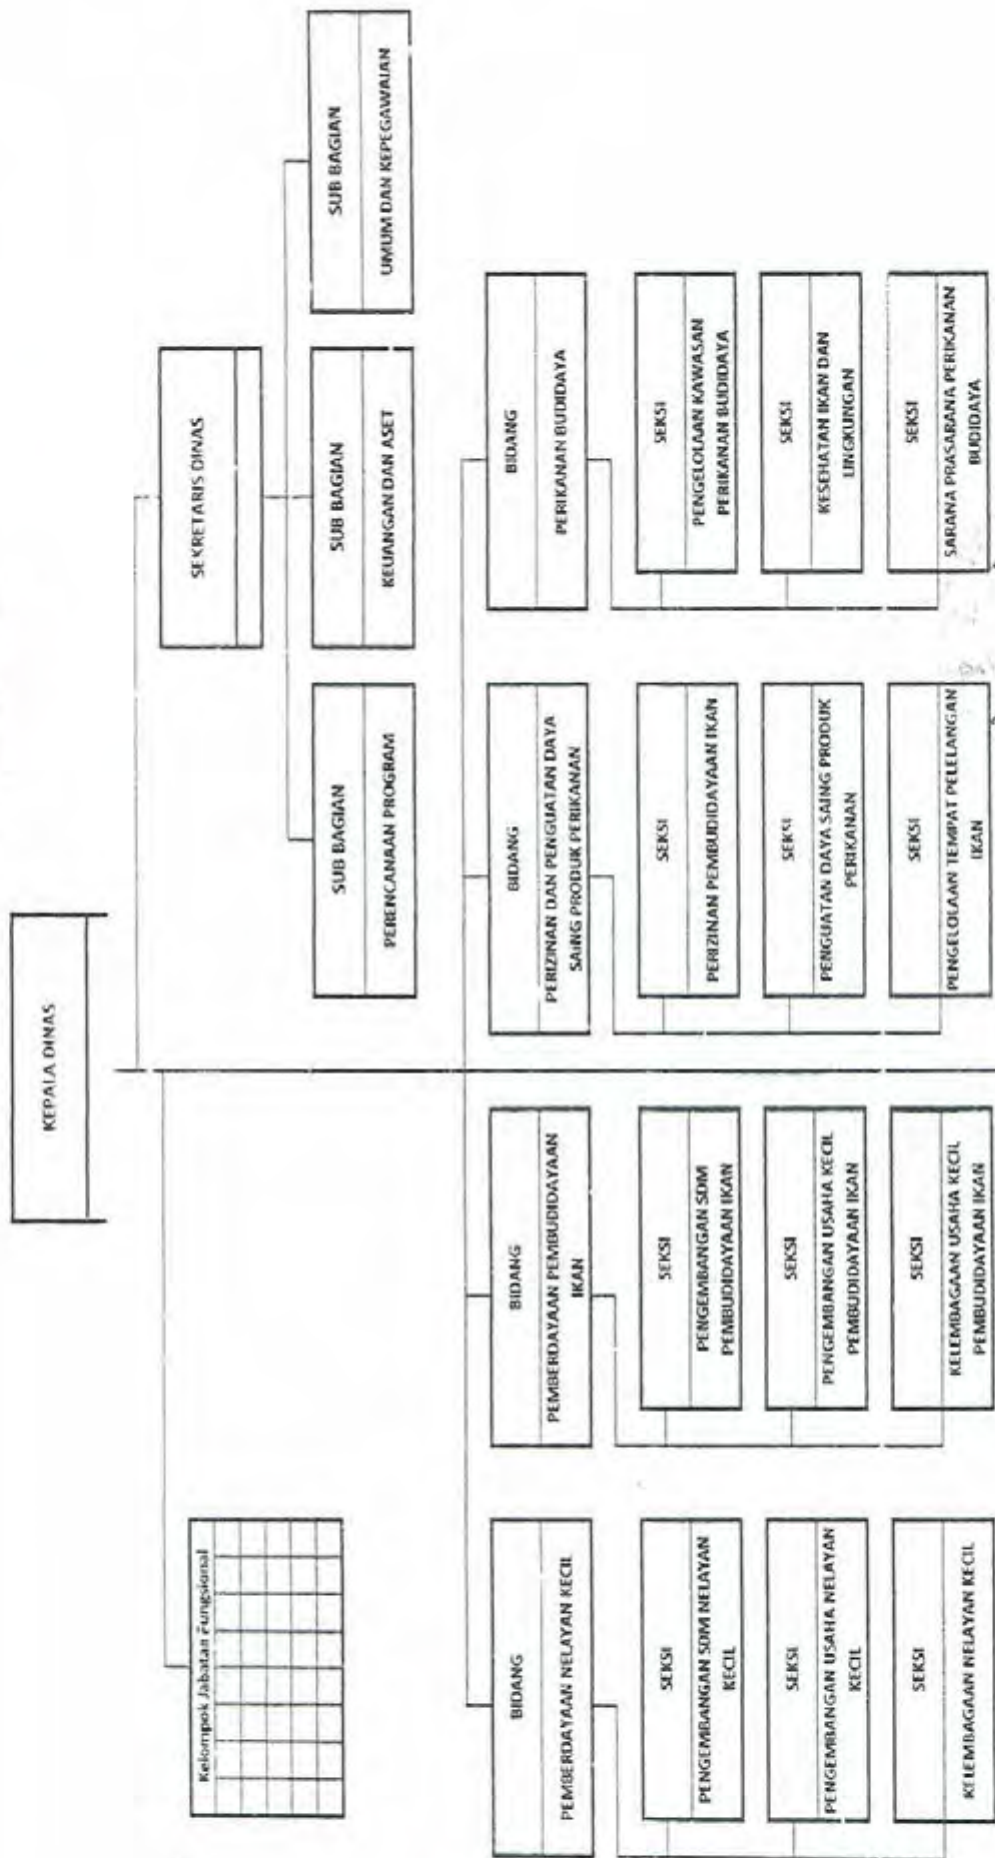 KEPALA DINAS
SEKRETARIS DINAS
Kelompok Jabatan Fungsional
SUB BAGIAN
PERENCANAAN PROGRAM
SUB BAGIAN
KEUANGAN DAN ASET
SUB BAGIAN
UMUM DAN KEPEGAWAIAN
BIDANG
PEMBERDAYAAN NELAYAN KECIL
BIDANG
PEMBERDAYAAN PEMBUDIDAYAAN
IKAN
BIDANG
PERIZINAN DAN PENGUATAN DAYA
SAING PRODUK PERIKANAN
BIDANG
PERIKANAN BUDIDAYA
SEKSI
PENGEMBANGAN SDM NELAYAN
KECIL
SEKSI
PENGEMBANGAN SDM
PEMBUDIDAYAAN IKAN
SEKSI
PERIZINAN PEMBUDIDAYAAN IKAN
SEKSI
PENGELOLAAN KAWASAN
PERIKANAN BUDIDAYA
SEKSI
PENGEMBANGAN USAHA NELAYAN
KECIL
SEKSI
PENGEMBANGAN USAHA KECIL
PEMBUDIDAYAAN IKAN
SEKSI
PENGUATAN DAYA SAING PRODUK
PERIKANAN
SEKSI
KESEHATAN IKAN DAN
LINGKUNGAN
SEKSI
KELEMBAGAAN NELAYAN KECIL
SEKSI
KELEMBAGAAN USAHA KECIL
PEMBUDIDAYAAN IKAN
SEKSI
PENGELOLAAN TEMPAT PELELANGAN
IKAN
SEKSI
SARANA PRASARANA PERIKANAN
BUDIDAYA